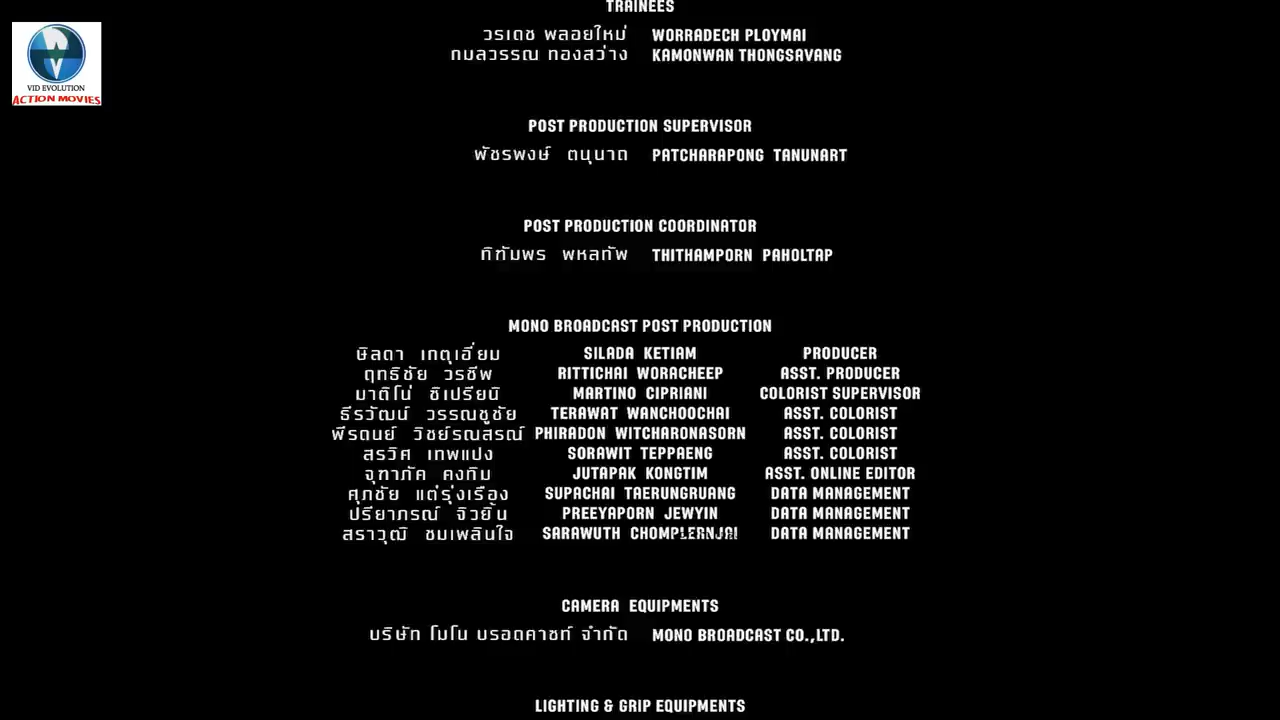 TRAINEES
วรเดช พลอยใหม่ WORRADECH PLOYMAI
กมลวรรณ ทองสว่าง KAMONWAN THONGSAVANG
VID EVOLUTION
ACTION MOVIES
POST PRODUCTION SUPERVISOR
พัชรพงษ์ ตนุนาถ PATCHARAPONG TANUNART
POST PRODUCTION COORDINATOR
ทิฑัมพร พหลทัพ THITHAMPORN PAHOLTAP
MONO BROADCAST POST PRODUCTION
ษิลดา เกตุเอี่ยม SILADA KETIAM PRODUCER
ฤทธิชัย วรชีพ RITTICHAI WORACHEEP ASST. PRODUCER
มาติโน่ ซิเปรียนิ MARTINO CIPRIANI COLORIST SUPERVISOR
ธีรวัฒน์ วรรณชูชัย TERAWAT WANCHOOCHAI ASST. COLORIST
พีรดนย์ วิชย์รณสรณ์ PHIRADON WITCHARONASORN ASST. COLORIST
สรวิศ เทพแปง SORAWIT TEPPAENG ASST. COLORIST
จุฑาภัค คงทิม JUTAPAK KONGTIM ASST. ONLINE EDITOR
ศุภชัย แต่รุ่งเรือง SUPACHAI TAERUNGRUANG DATA MANAGEMENT
ปรียาภรณ์ จิวยิ้น PREEYAPORN JEWYIN DATA MANAGEMENT
สราวุฒิ ชมเพลินใจ SARAWUTH CHOMPLERNJAI DATA MANAGEMENT
CAMERA EQUIPMENTS
บริษัท โมโน บรอดคาซท์ จำกัด MONO BROADCAST CO.,LTD.
LIGHTING & GRIP EQUIPMENTS